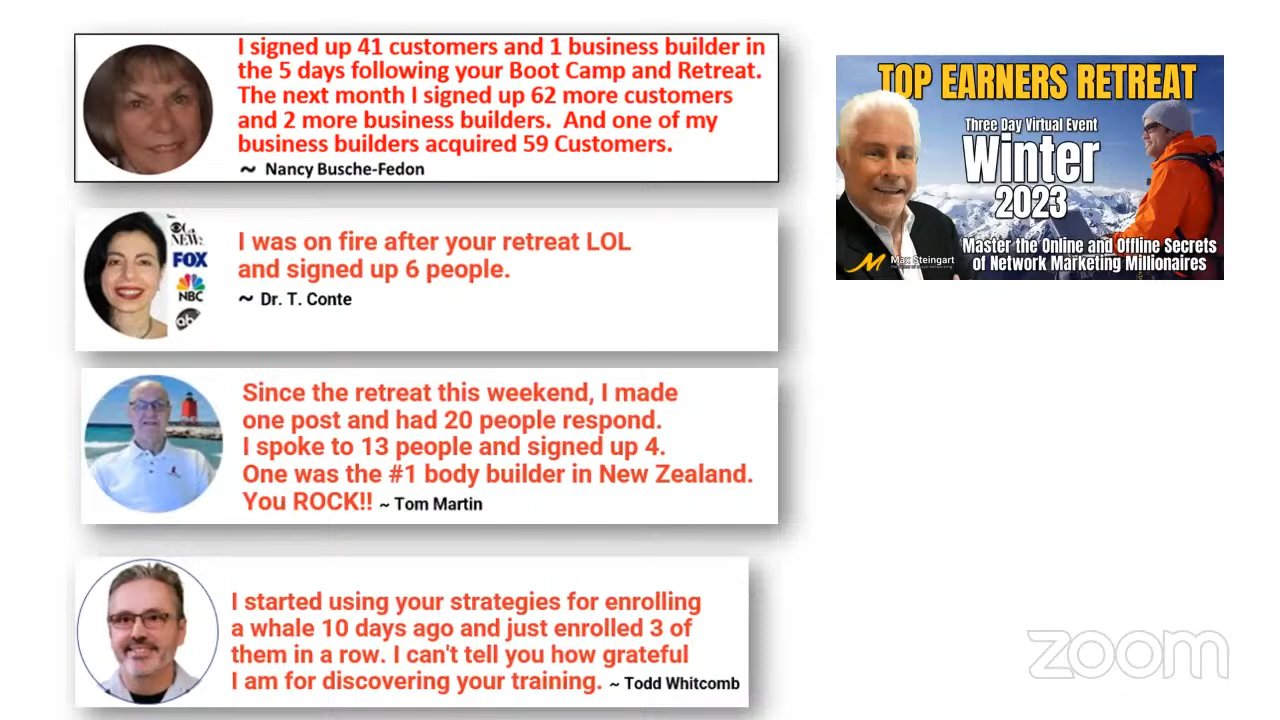 I signed up 41 customers and 1 business builder in
the 5 days following your Boot Camp and Retreat.
The next month I signed up 62 more customers
and 2 more business builders.  And one of my
business builders acquired 59 Customers.
~ Nancy Busche-Fedon
CBS
NEWS
FOX
NBC
abc
I was on fire after your retreat LOL
and signed up 6 people.
~ Dr. T. Conte
Since the retreat this weekend, I made
one post and had 20 people respond.
I spoke to 13 people and signed up 4.
One was the #1 body builder in New Zealand.
You ROCK!! ~ Tom Martin
I started using your strategies for enrolling
a whale 10 days ago and just enrolled 3 of
them in a row. I can't tell you how grateful
I am for discovering your training. ~ Todd Whitcomb
TOP EARNERS RETREAT
Three Day Virtual Event
Winter
2023
Master the Online and Offline Secrets
of Network Marketing Millionaires
Max Steingart
zoom